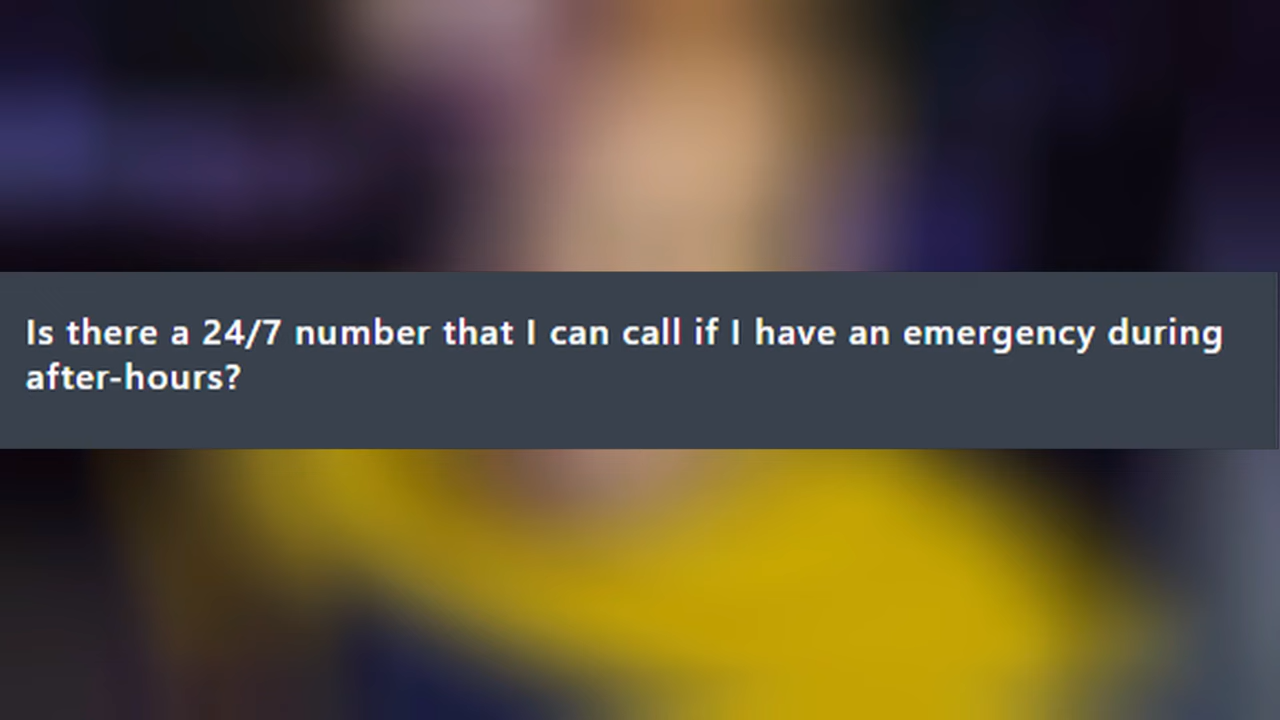 Is there a 24/7 number that I can call if I have an emergency during
after-hours?